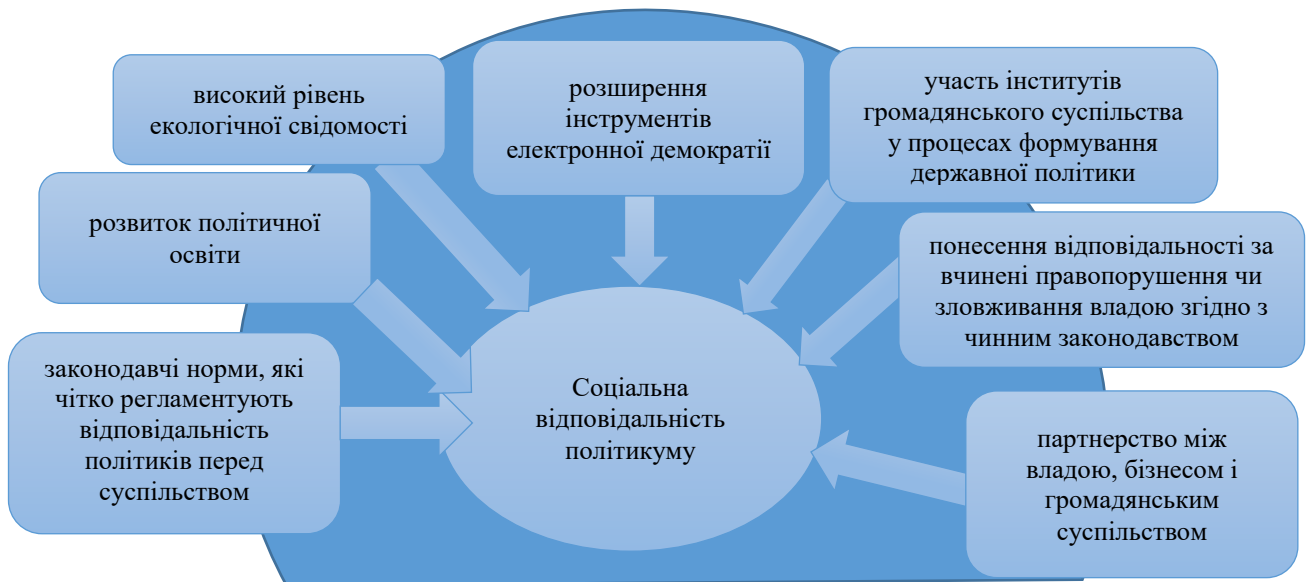 високий рівень
екологічної свідомості
розширення
інструментів
електронної демократії
участь інститутів
громадянського суспільства
у процесах формування
державної політики
розвиток політичної
освіти
понесення відповідальності за
вчинені правопорушення чи
зловживання владою згідно з
чинним законодавством
законодавчі норми, які
чітко регламентують
відповідальність
політиків перед
суспільством
Соціальна
відповідальність
політикуму
партнерство між
владою, бізнесом і
громадянським
суспільством